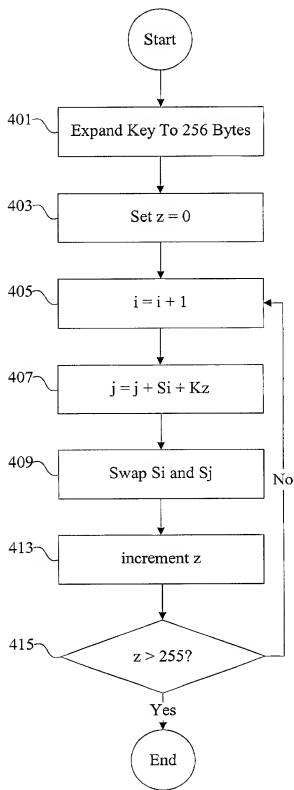 Start
401
Expand Key To 256 Bytes
403
Set z = 0
405
i = i + 1
407
j = j + Si + Kz
409
Swap Si and Sj
No
413
increment z
415
z > 255?
Yes
End